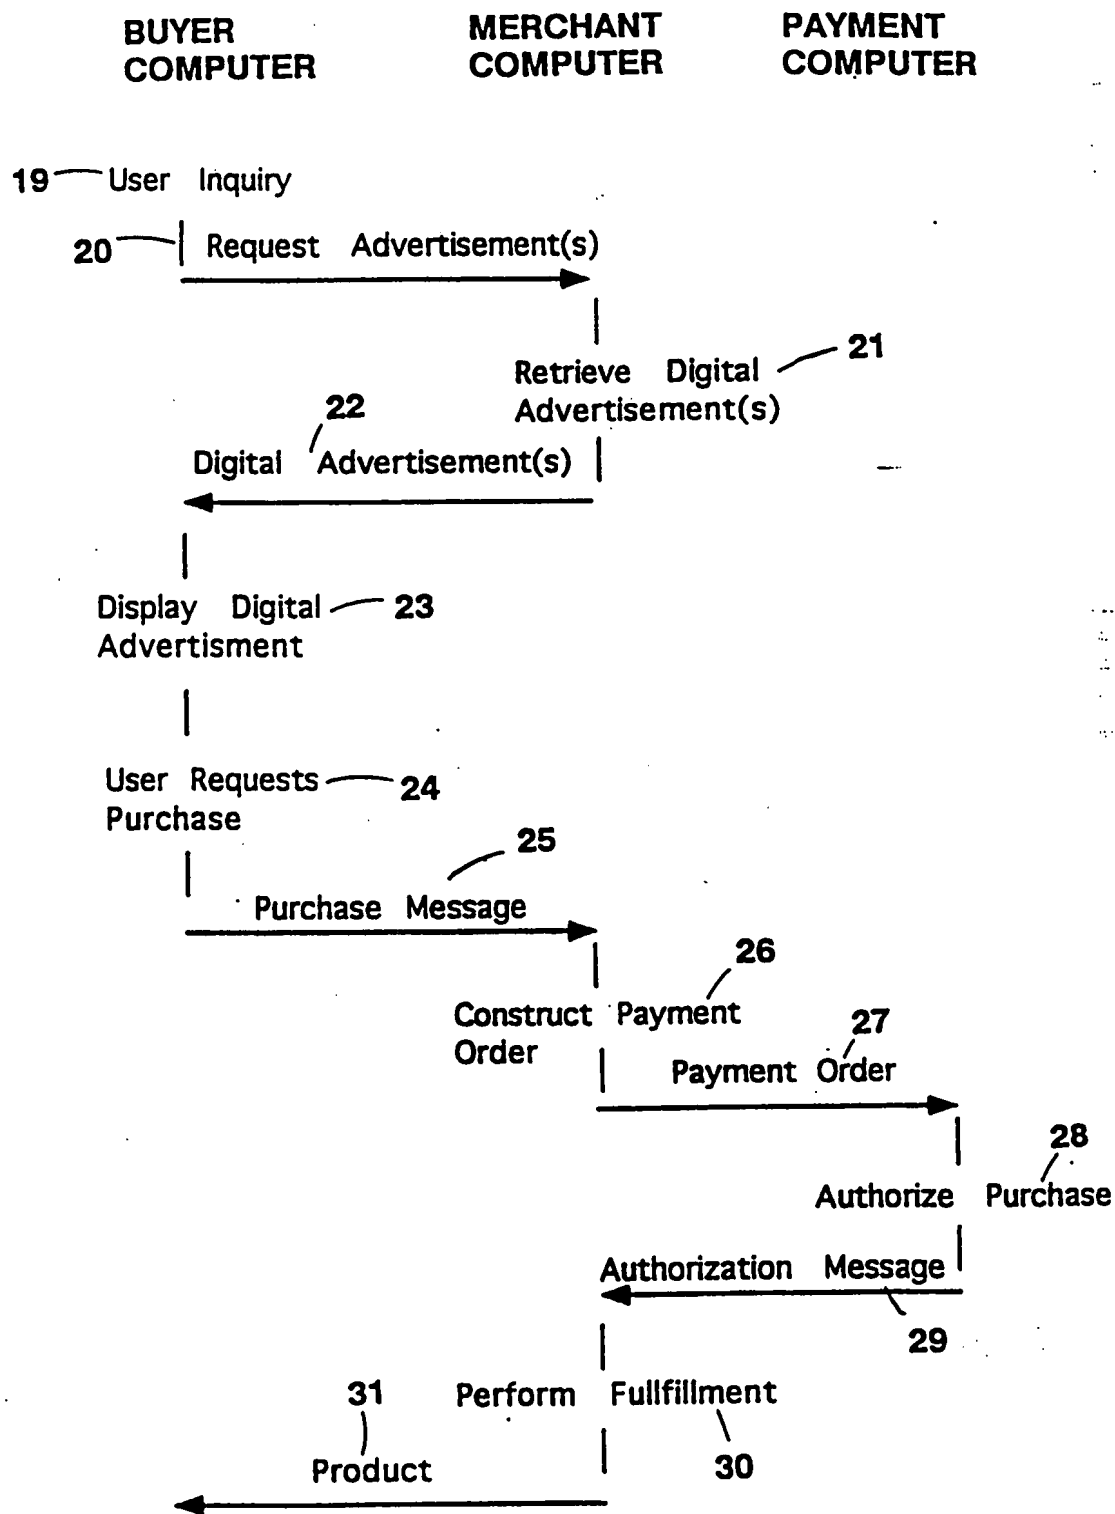 BUYER
COMPUTER
MERCHANT
COMPUTER
PAYMENT
COMPUTER
19 User Inquiry
20 Request Advertisement(s)
21
Retrieve Digital
Advertisement(s)
22
Digital Advertisement(s)
Display Digital 23
Advertisment
User Requests 24
Purchase
25
Purchase Message
26
Construct Payment
Order
27
Payment Order
28
Authorize Purchase
Authorization Message
29
31
Perform Fullfillment
30
Product